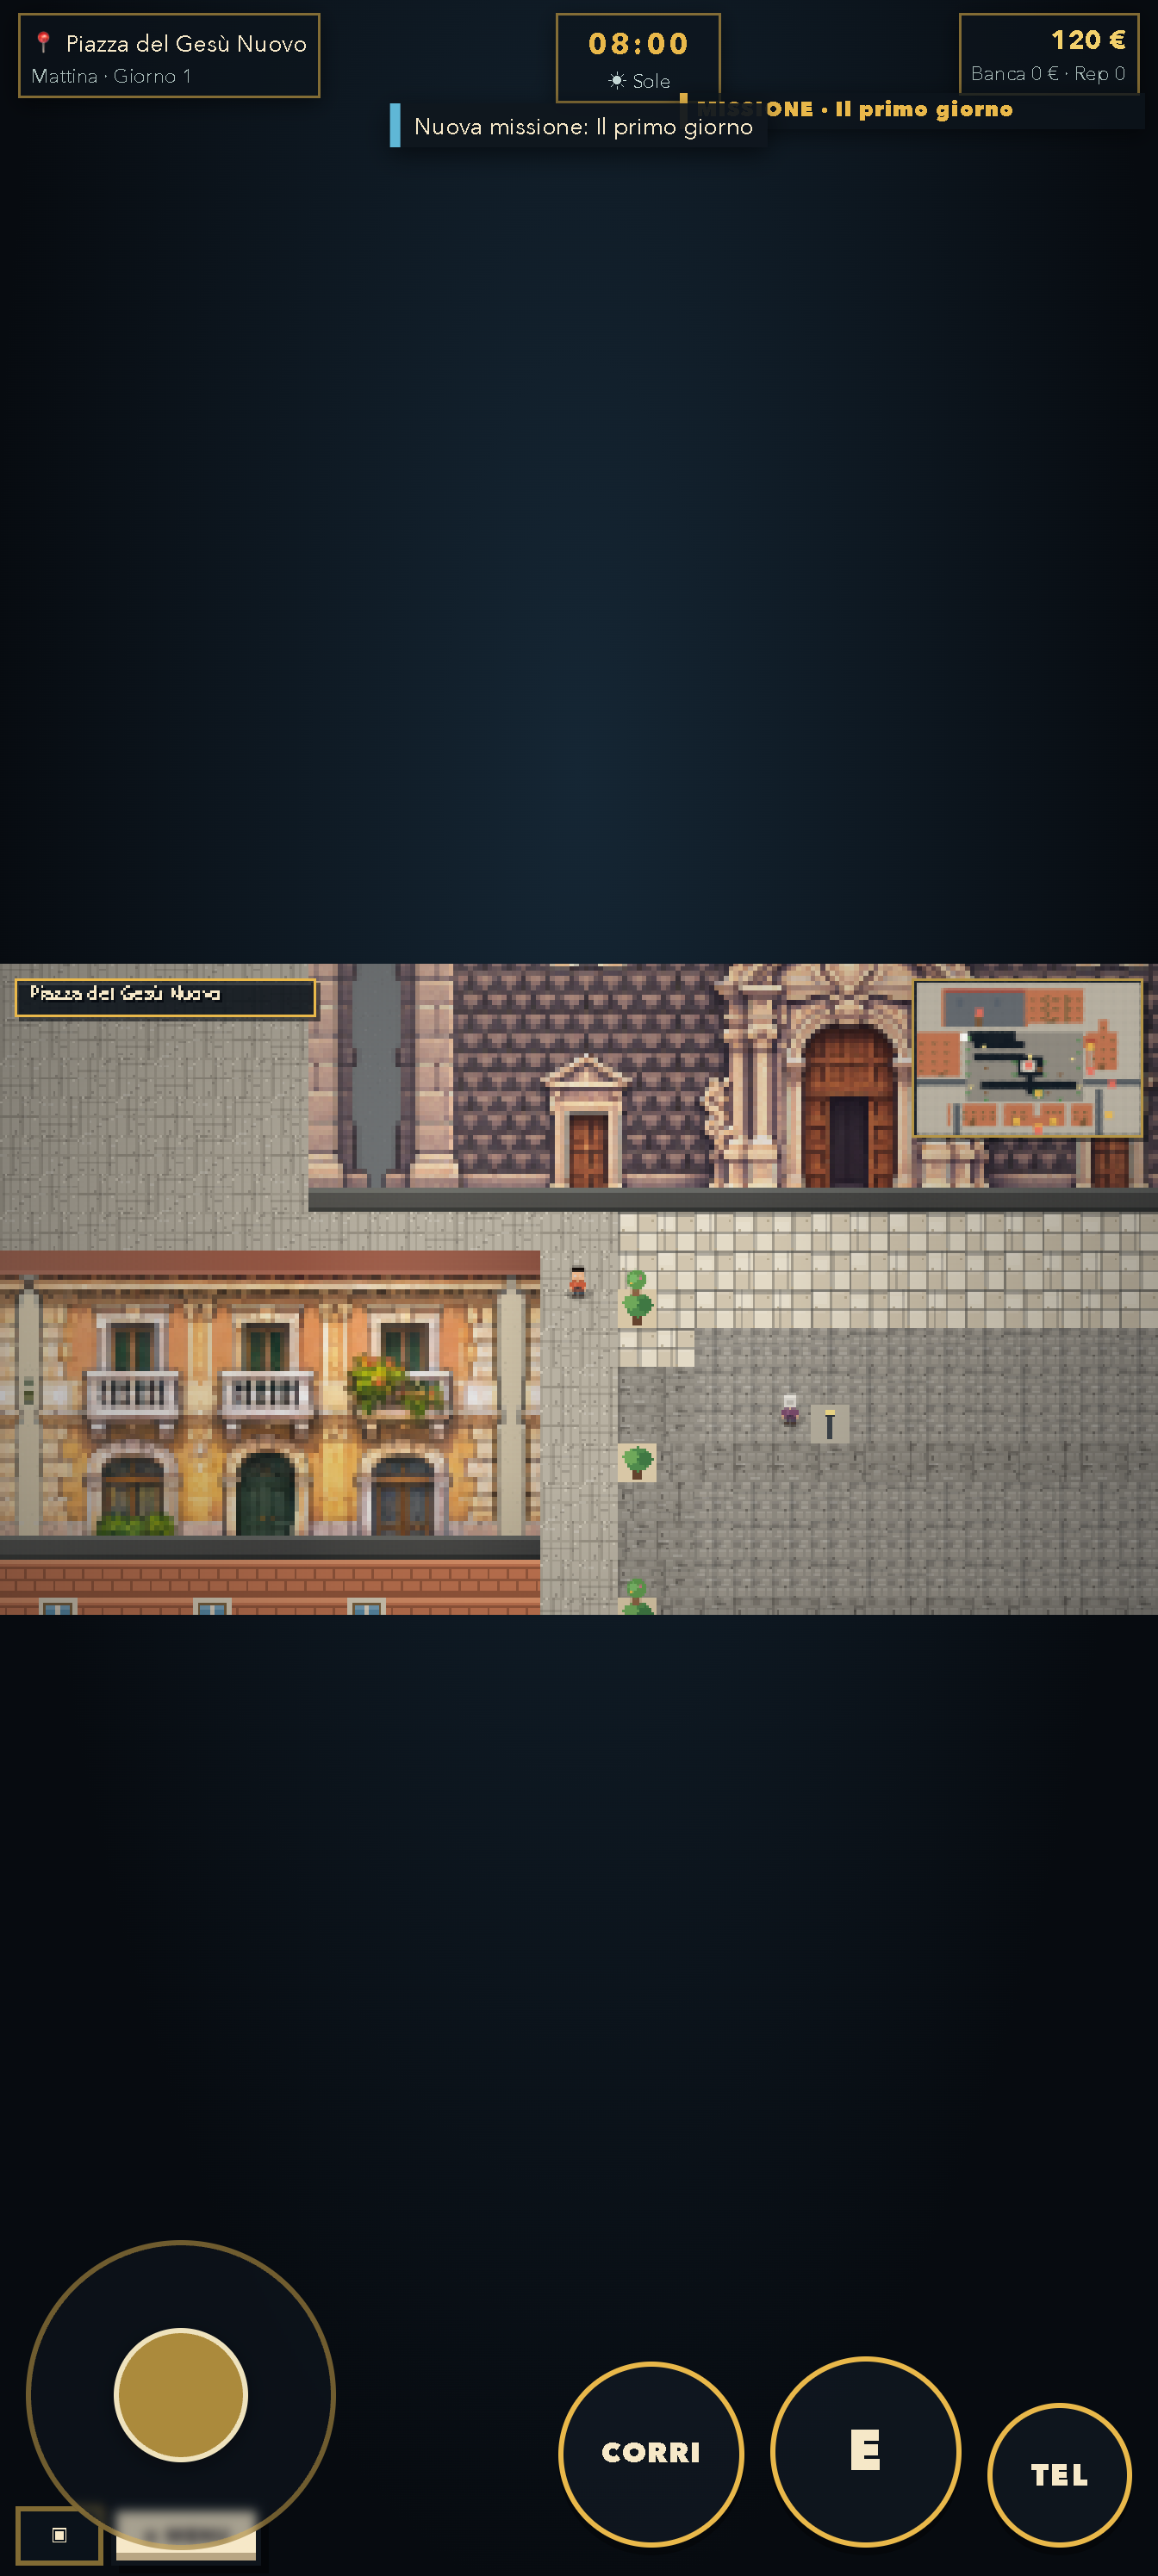 Piazza del Gesù Nuovo
Mattina · Giorno 1
08:00
☀ Sole
120 €
Banca 0 € · Rep 0
MISSIONE · Il primo giorno
Nuova missione: Il primo giorno
Piazza del Gesù Nuovo
CORRI
E
TEL